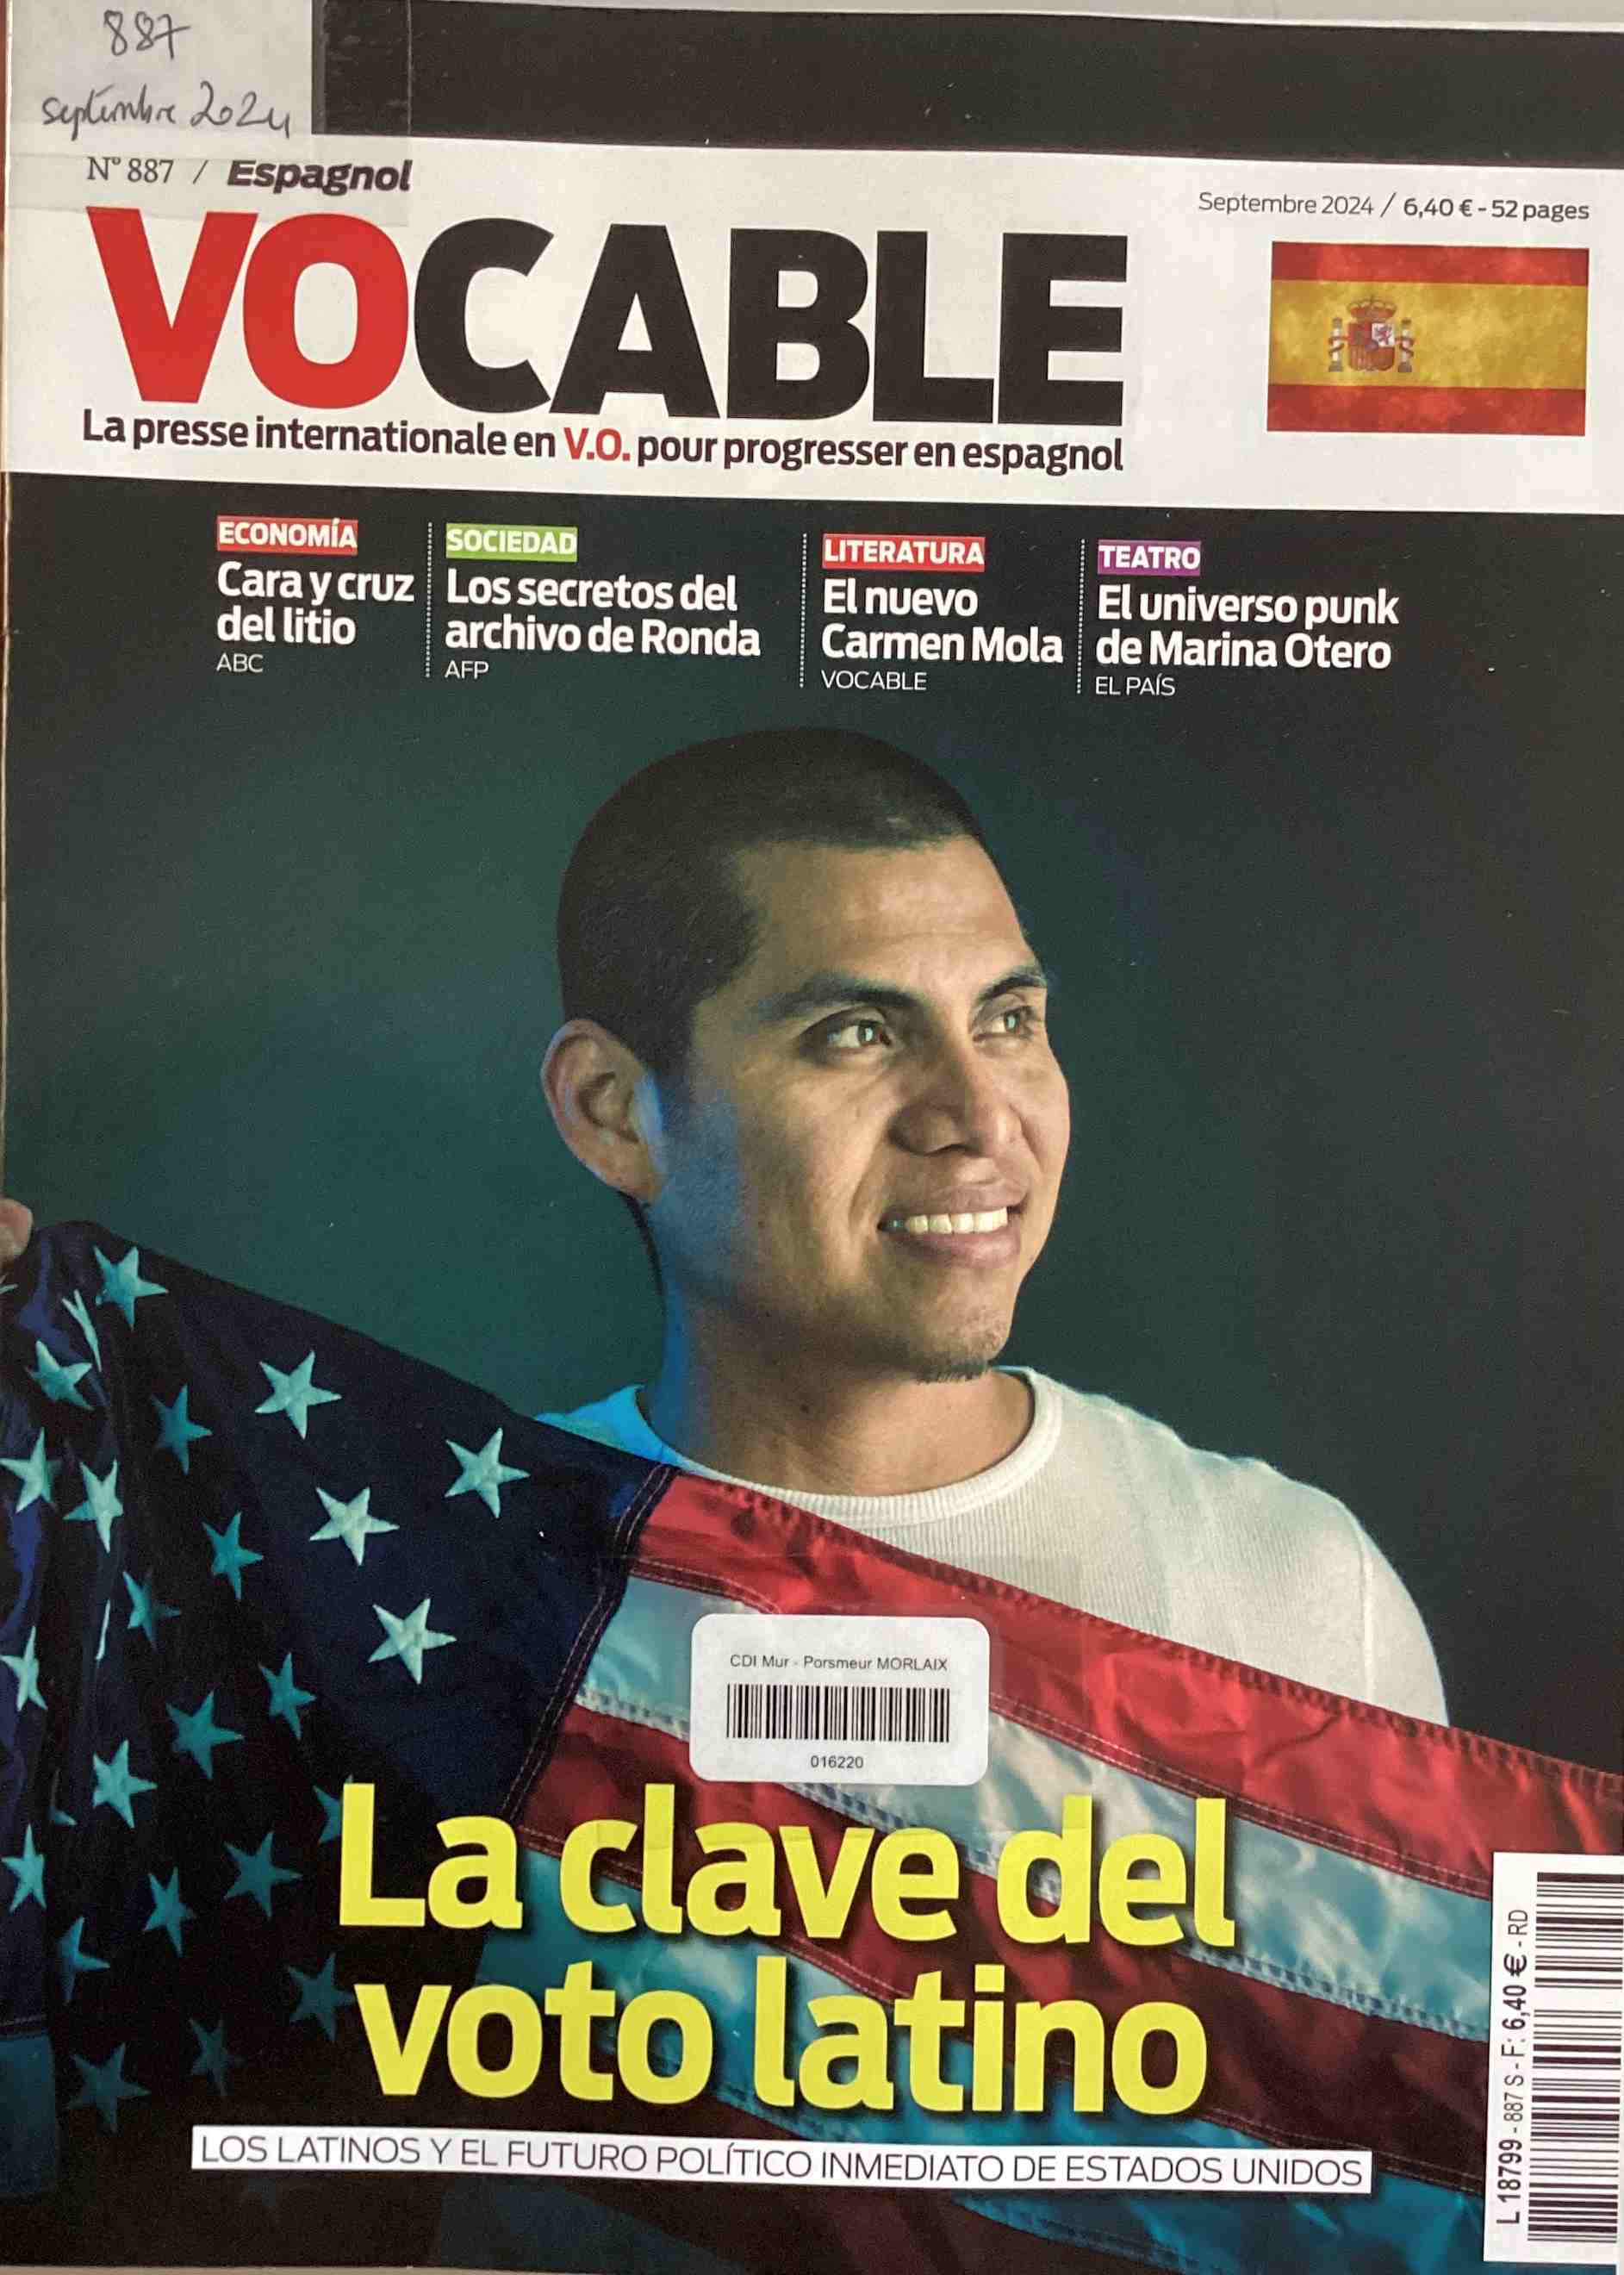 887
septembre 2024
N° 887 / Espagnol
Septembre 2024 / 6,40 € - 52 pages
VOCABLE
La presse internationale en V.O. pour progresser en espagnol
ECONOMÍA
Cara y cruz
del litio
ABC
SOCIEDAD
Los secretos del
archivo de Ronda
AFP
LITERATURA
El nuevo
Carmen Mola
VOCABLE
TEATRO
El universo punk
de Marina Otero
EL PAÍS
CDI Mur - Porsmeur MORLAIX
016220
La clave del
voto latino
LOS LATINOS Y EL FUTURO POLÍTICO INMEDIATO DE ESTADOS UNIDOS
L 18799 - 887 S - F: 6,40 € - RD